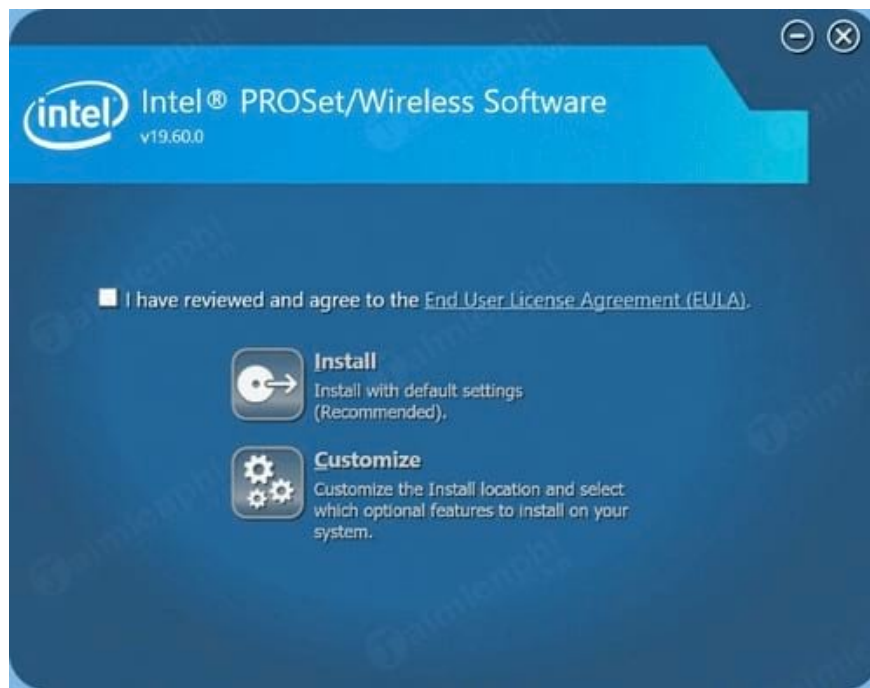 intel
Intel® PROSet/Wireless Software
v19.60.0
I have reviewed and agree to the End User License Agreement (EULA).
Install
Install with default settings
(Recommended).
Customize
Customize the Install location and select
which optional features to install on your
system.